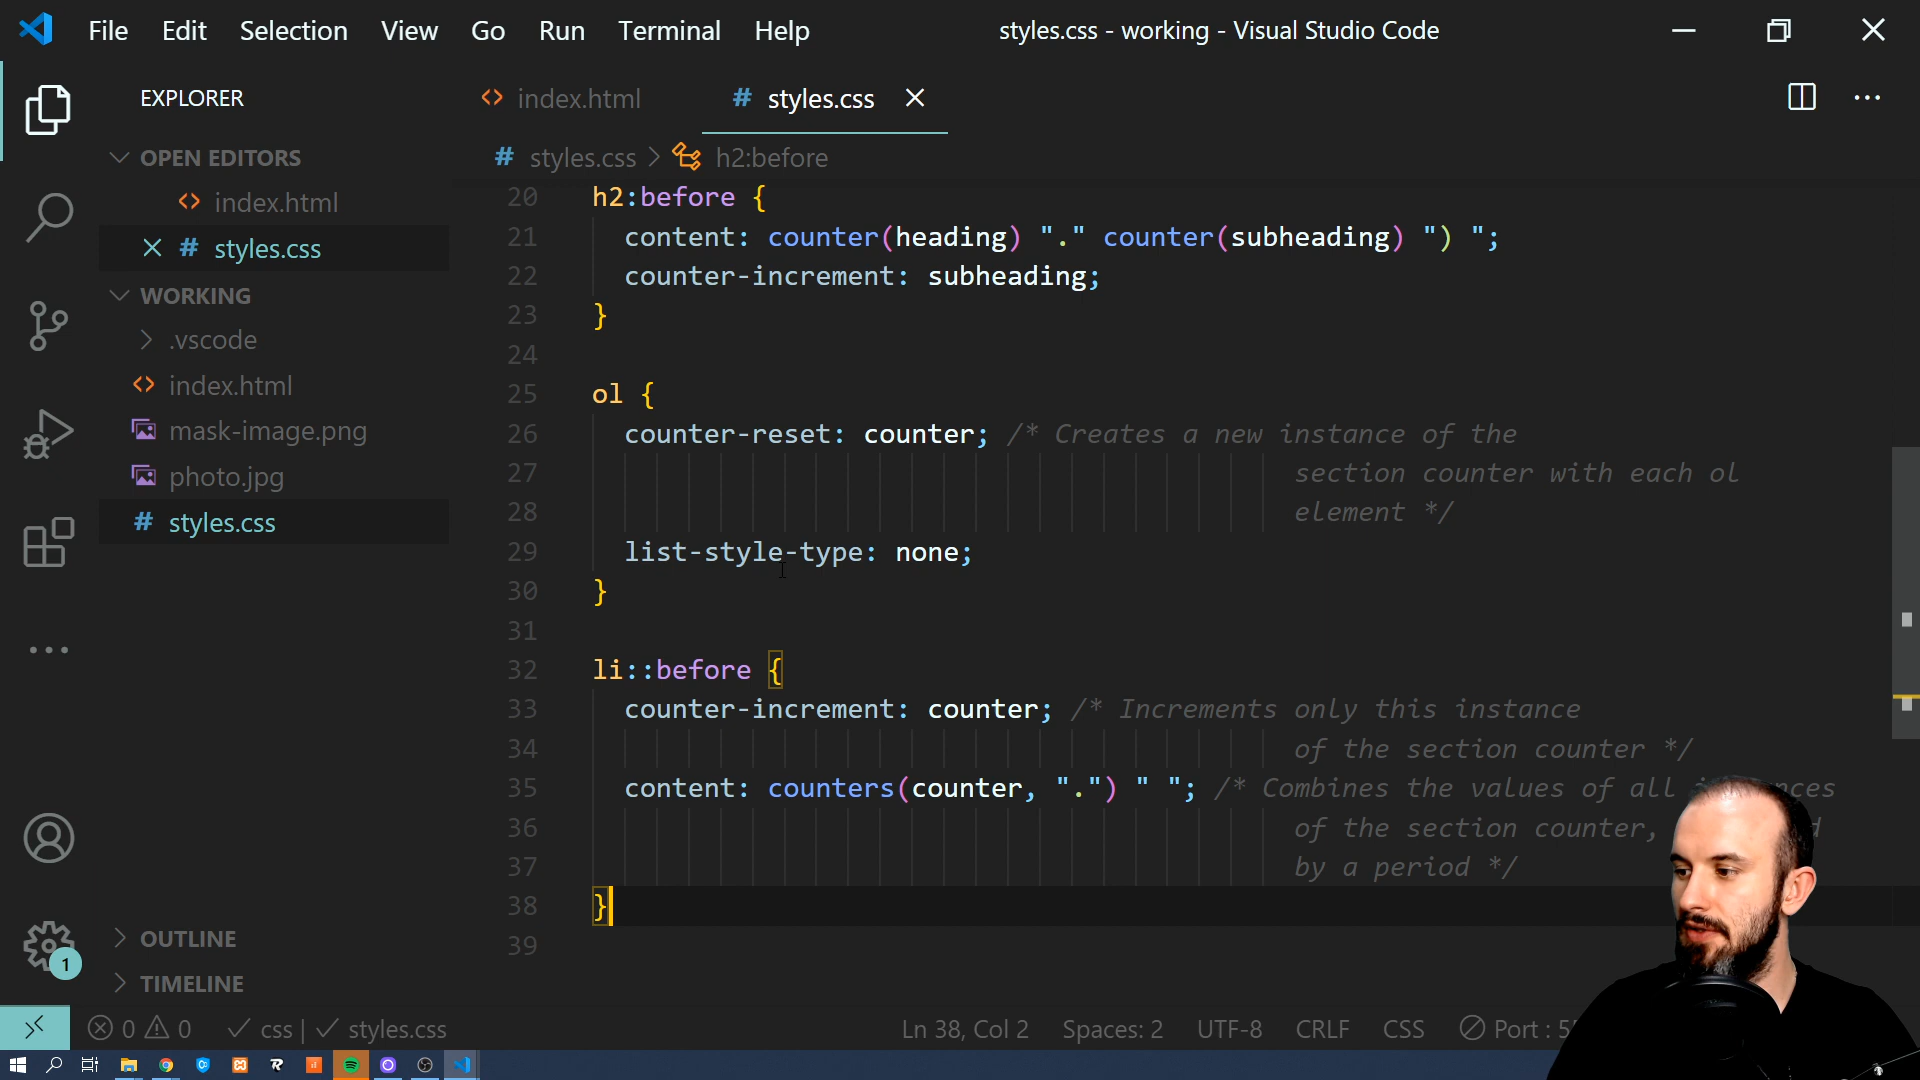 File Edit Selection View Go Run Terminal Help styles.css - working - Visual Studio Code
EXPLORER
index.html
# styles.css
OPEN EDITORS
# styles.css > h2:before
index.html
# styles.css
WORKING
.vscode
index.html
mask-image.png
photo.jpg
# styles.css
20 h2:before {
21 content: counter(heading) "." counter(subheading) ") ";
22 counter-increment: subheading;
23 }
24
25 ol {
26 counter-reset: counter; /* Creates a new instance of the
27 section counter with each ol
28 element */
29 list-style-type: none;
30 }
31
32 li::before {
33 counter-increment: counter; /* Increments only this instance
34 of the section counter */
35 content: counters(counter, ".") " "; /* Combines the values of all
36 of the section counter,
37 by a period */
38 }
39
1
OUTLINE
TIMELINE
0 0 css | styles.css Ln 38, Col 2 Spaces: 2 UTF-8 CRLF CSS Port :